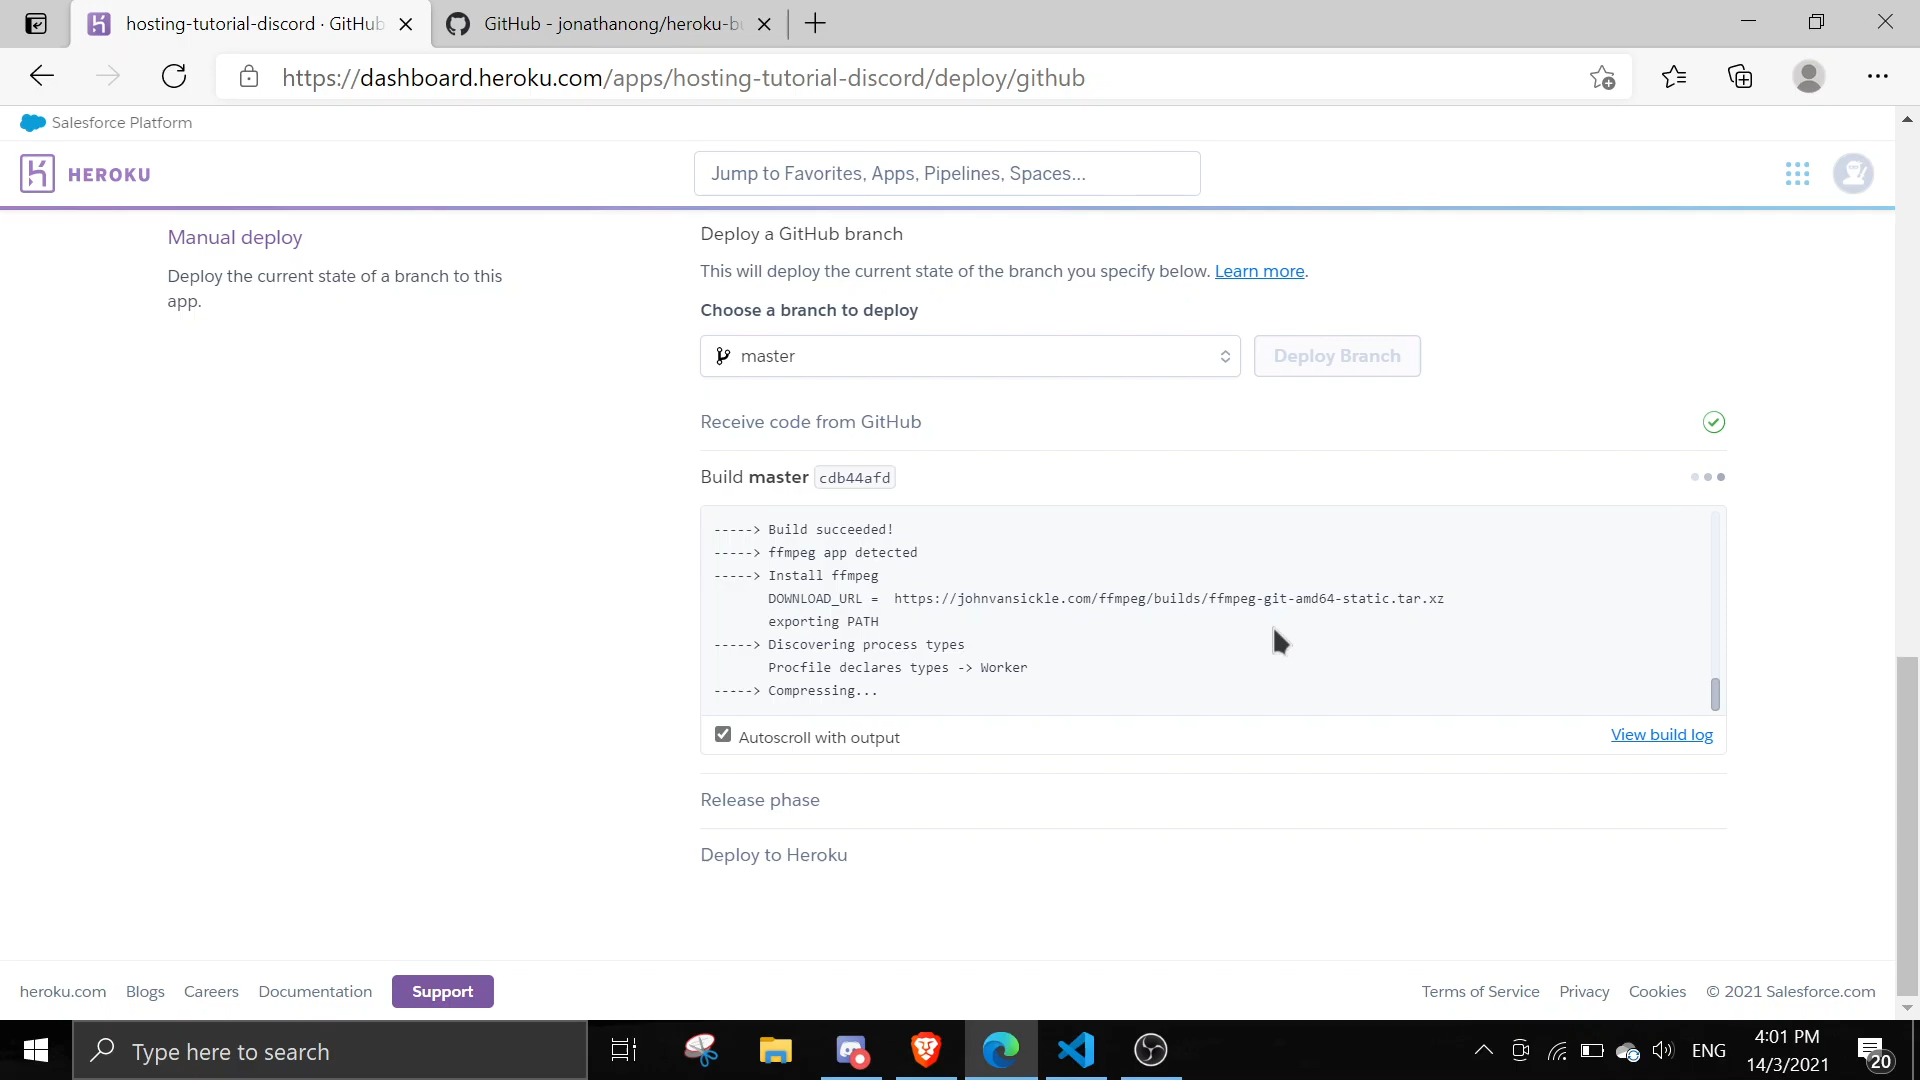 hosting-tutorial-discord · GitHub
GitHub - jonathanong/heroku-bu
https://dashboard.heroku.com/apps/hosting-tutorial-discord/deploy/github
Salesforce Platform
HEROKU
Jump to Favorites, Apps, Pipelines, Spaces...
Manual deploy
Deploy the current state of a branch to this
app.
Deploy a GitHub branch
This will deploy the current state of the branch you specify below. Learn more.
Choose a branch to deploy
master
Deploy Branch
Receive code from GitHub
Build master cdb44afd
-----> Build succeeded!
-----> ffmpeg app detected
-----> Install ffmpeg
DOWNLOAD_URL =  https://johnvansickle.com/ffmpeg/builds/ffmpeg-git-amd64-static.tar.xz
exporting PATH
-----> Discovering process types
Procfile declares types -> Worker
-----> Compressing...
Autoscroll with output
View build log
Release phase
Deploy to Heroku
heroku.com Blogs Careers Documentation Support
Terms of Service Privacy Cookies © 2021 Salesforce.com
Type here to search
ENG
4:01 PM
14/3/2021
20